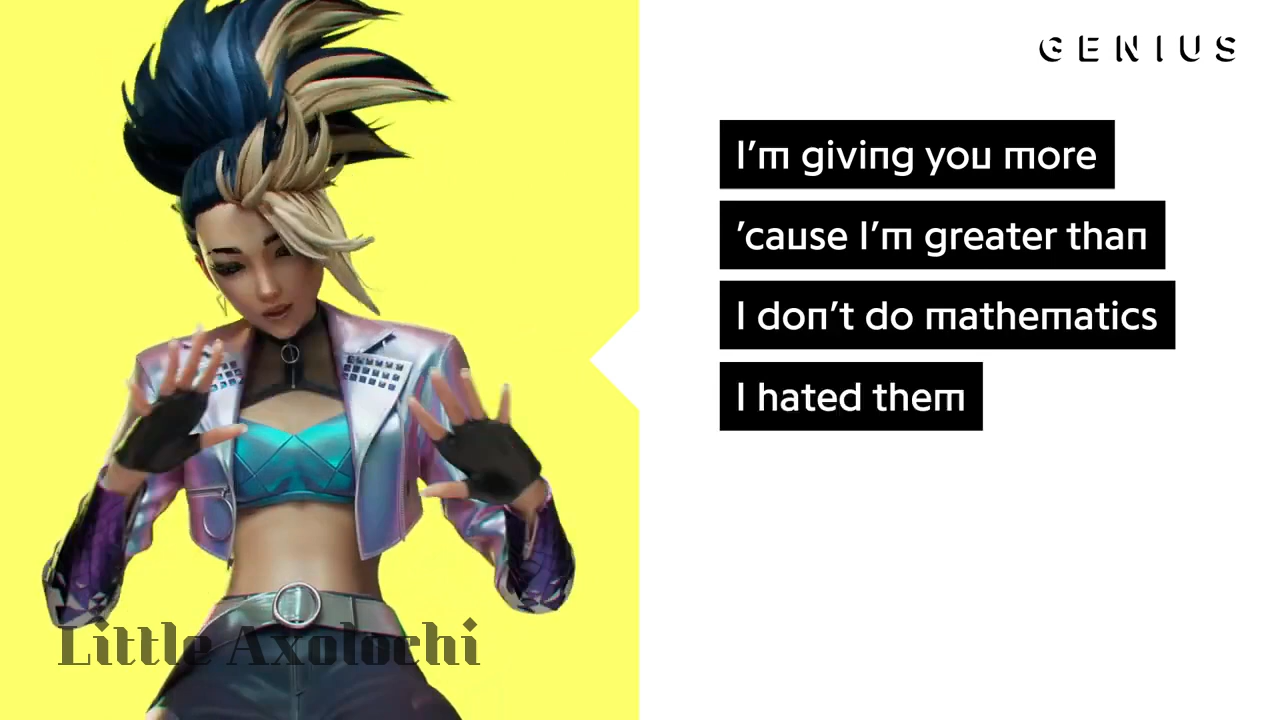 GENIUS
I’m giving you more
’cause I’m greater than
I don’t do mathematics
I hated them
Little Axolochi